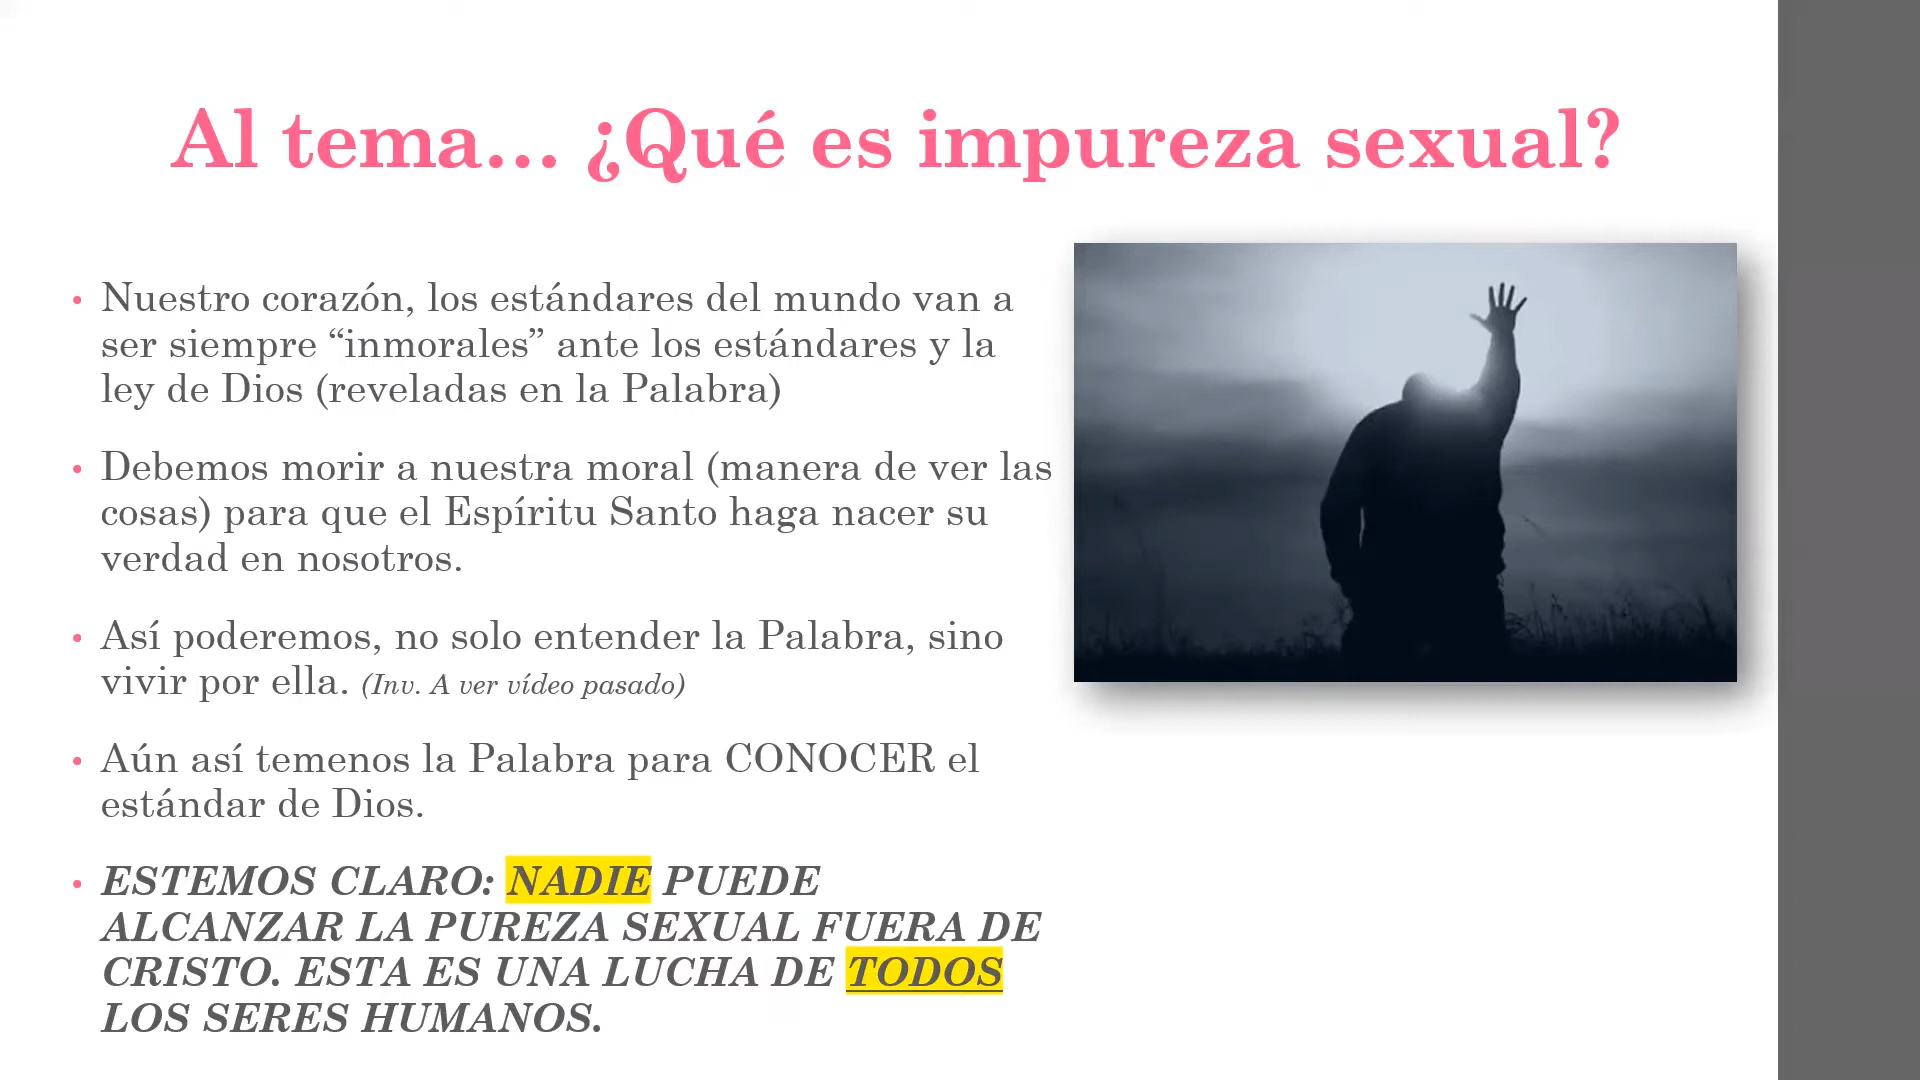 Al tema... ¿Qué es impureza sexual?
• Nuestro corazón, los estándares del mundo van a
ser siempre “inmorales” ante los estándares y la
ley de Dios (reveladas en la Palabra)
• Debemos morir a nuestra moral (manera de ver las
cosas) para que el Espíritu Santo haga nacer su
verdad en nosotros.
• Así poderemos, no solo entender la Palabra, sino
vivir por ella. (Inv. A ver vídeo pasado)
• Aún así temenos la Palabra para CONOCER el
estándar de Dios.
• ESTEMOS CLARO: NADIE PUEDE
ALCANZAR LA PUREZA SEXUAL FUERA DE
CRISTO. ESTA ES UNA LUCHA DE TODOS
LOS SERES HUMANOS.